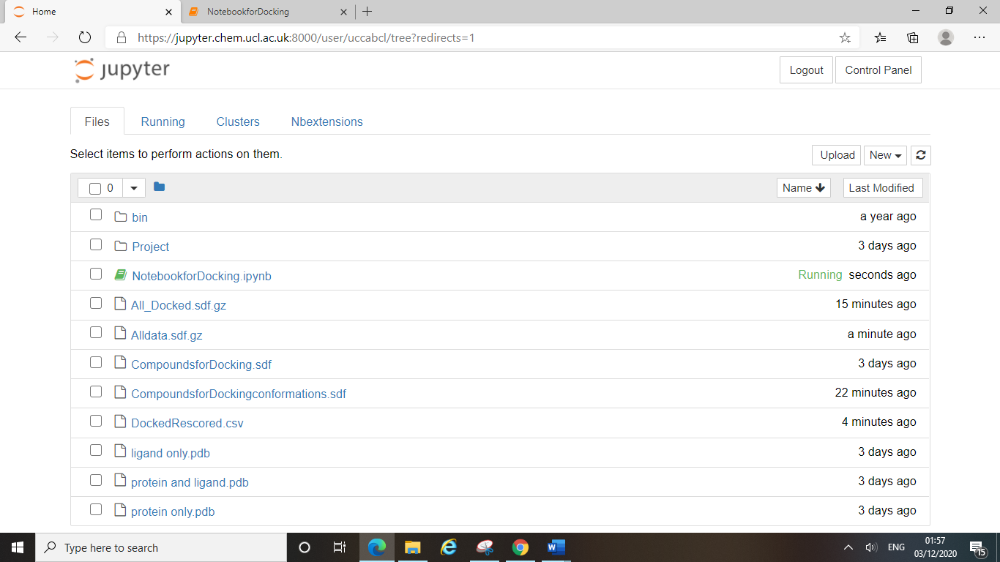 Home
NotebookforDocking
https://jupyter.chem.ucl.ac.uk:8000/user/uccabcl/tree?redirects=1
jupyter
Logout
Control Panel
Files
Running
Clusters
Nbextensions
Select items to perform actions on them.
Upload
New
0
Name
Last Modified
bin
a year ago
Project
3 days ago
NotebookforDocking.ipynb
Running seconds ago
All_Docked.sdf.gz
15 minutes ago
Alldata.sdf.gz
a minute ago
CompoundsforDocking.sdf
3 days ago
CompoundsforDockingconformations.sdf
22 minutes ago
DockedRescored.csv
4 minutes ago
ligand only.pdb
3 days ago
protein and ligand.pdb
3 days ago
protein only.pdb
3 days ago
Type here to search
ENG
01:57
03/12/2020
15